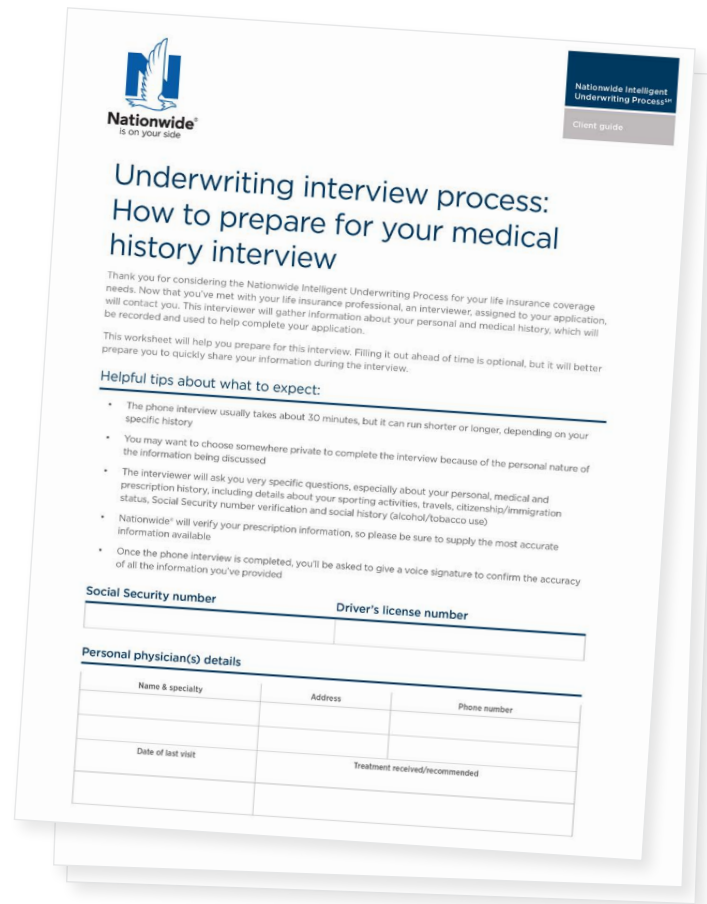 Nationwide®
is on your side
Nationwide Intelligent
Underwriting Process℠
Client guide
Underwriting interview process:
How to prepare for your medical
history interview
Thank you for considering the Nationwide Intelligent Underwriting Process for your life insurance coverage
needs. Now that you've met with your life insurance professional, an interviewer, assigned to your application,
will contact you. This interviewer will gather information about your personal and medical history, which will
be recorded and used to help complete your application.
This worksheet will help you prepare for this interview. Filling it out ahead of time is optional, but it will better
prepare you to quickly share your information during the interview.
Helpful tips about what to expect:
• The phone interview usually takes about 30 minutes, but it can run shorter or longer, depending on your
specific history
• You may want to choose somewhere private to complete the interview because of the personal nature of
the information being discussed
• The interviewer will ask you very specific questions, especially about your personal, medical and
prescription history, including details about your sporting activities, travels, citizenship/immigration
status, Social Security number verification and social history (alcohol/tobacco use)
• Nationwide® will verify your prescription information, so please be sure to supply the most accurate
information available
• Once the phone interview is completed, you'll be asked to give a voice signature to confirm the accuracy
of all the information you've provided
Social Security number
Driver's license number
Personal physician(s) details
Name & specialty
Address
Phone number
Date of last visit
Treatment received/recommended